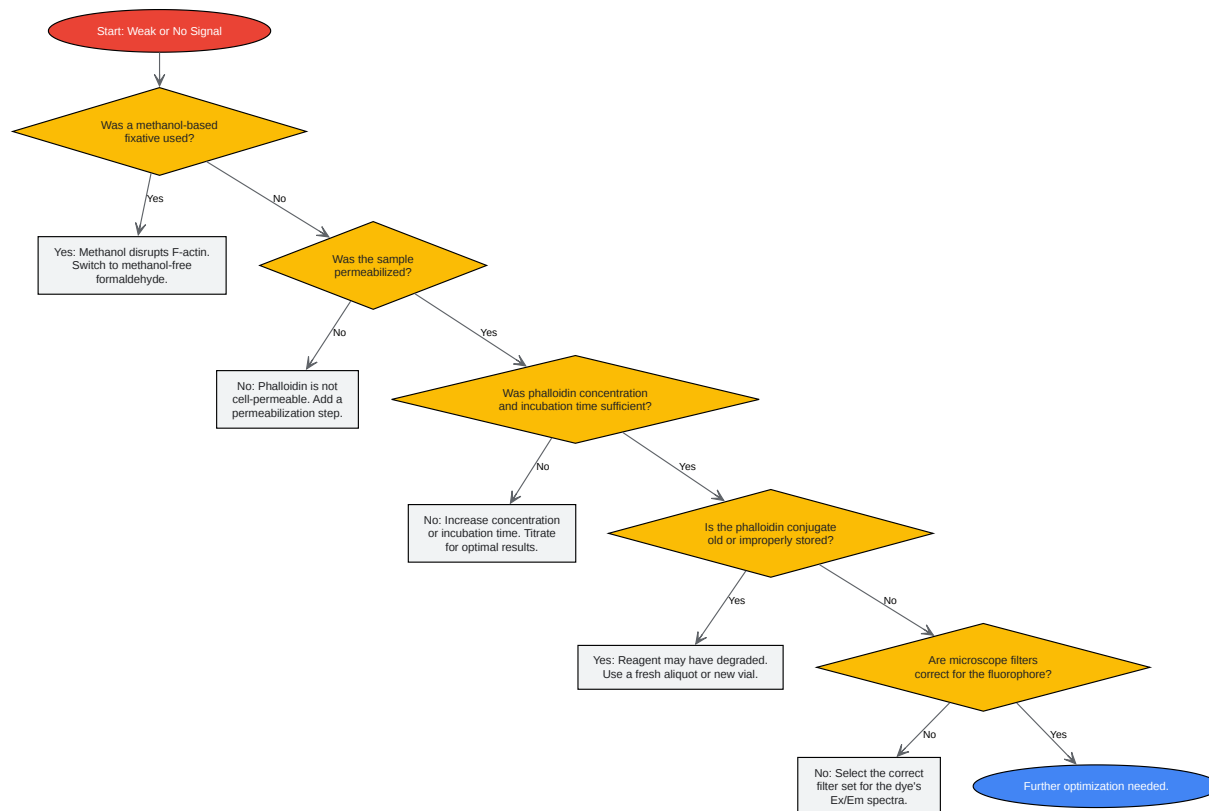 Start: Weak or No Signal
Was a methanol-based
fixative used?
Yes
No
Yes: Methanol disrupts F-actin.
Switch to methanol-free
formaldehyde.
Was the sample
permeabilized?
No
Yes
No: Phalloidin is not
cell-permeable. Add a
permeabilization step.
Was phalloidin concentration
and incubation time sufficient?
No
Yes
No: Increase concentration
or incubation time. Titrate
for optimal results.
Is the phalloidin conjugate
old or improperly stored?
Yes
No
Yes: Reagent may have degraded.
Use a fresh aliquot or new vial.
Are microscope filters
correct for the fluorophore?
No
Yes
No: Select the correct
filter set for the dye's
Ex/Em spectra.
Further optimization needed.